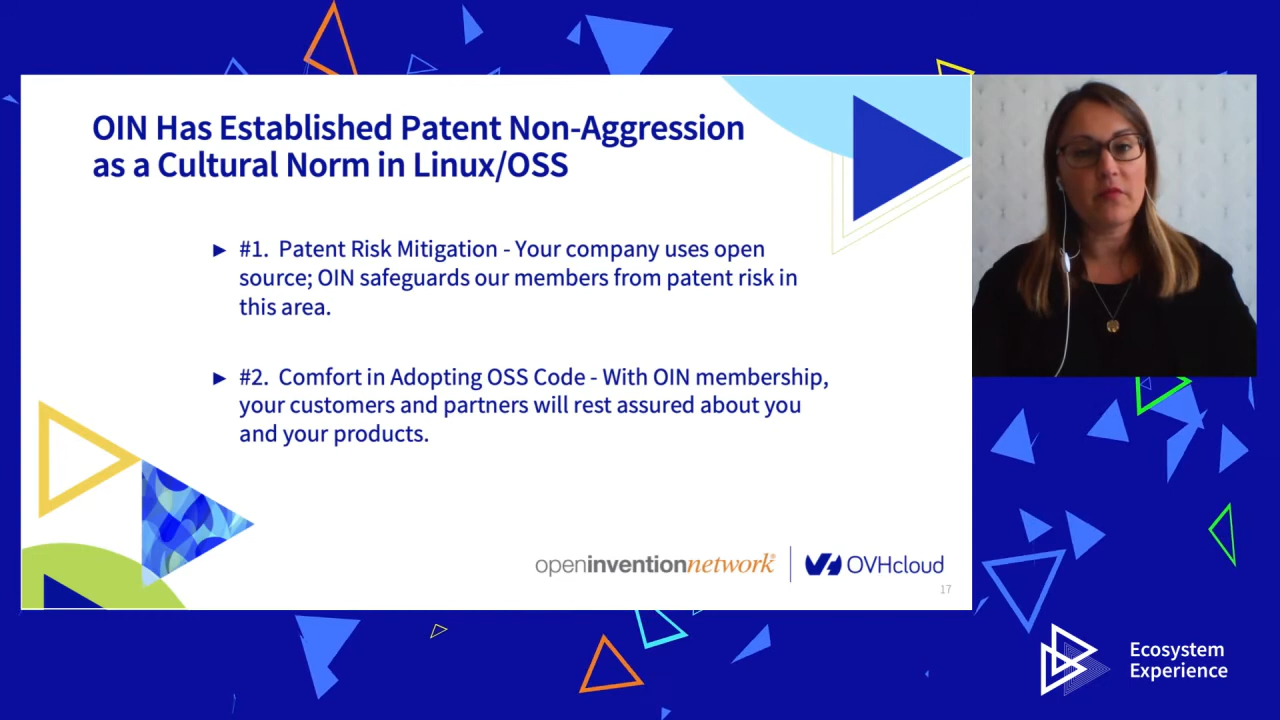 OIN Has Established Patent Non-Aggression
as a Cultural Norm in Linux/OSS
► #1. Patent Risk Mitigation - Your company uses open
source; OIN safeguards our members from patent risk in
this area.
► #2. Comfort in Adopting OSS Code - With OIN membership,
your customers and partners will rest assured about you
and your products.
openinventionnetwork®
OVHcloud
17
Ecosystem
Experience